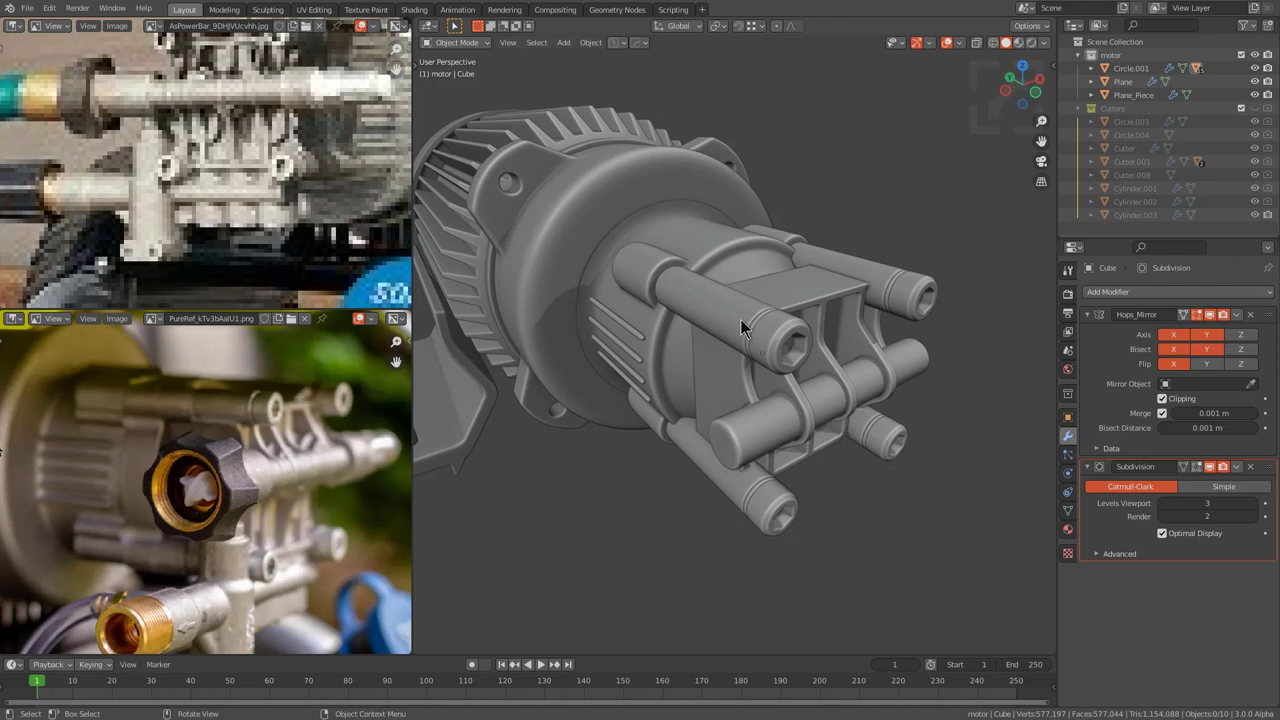 File Edit Render Window Help Layout Modeling Sculpting UV Editing Texture Paint Shading Animation Rendering Compositing Geometry Nodes Scripting Scene View Layer
View View Image AsPowerBar_9DHjVUcvhh.jpg Global Options
Object Mode View Select Add Object
User Perspective
(1) motor | Cube
Scene Collection
motor
Circle.001
Plane
Plane_Piece
Cutters
Circle.003
Circle.004
Cutter
Cutter.001
Cutter.008
Cylinder.001
Cylinder.002
Cylinder.003
Cube Subdivision
Add Modifier
Hops_Mirror
Axis X Y Z
Bisect X Y Z
Flip X Y Z
Mirror Object
Clipping
Merge 0.001 m
Bisect Distance 0.001 m
Data
Subdivision
Catmull-Clark Simple
Levels Viewport 3
Render 2
Optimal Display
Advanced
View View Image PureRef_kTv3bAalU1.png
Playback Keying View Marker 1 Start 1 End 250
1 10 20 30 40 50 60 70 80 90 100 110 120 130 140 150 160 170 180 190 200 210 220 230 240 250
Select Box Select Rotate View Object Context Menu motor | Cube | Verts:577,197 | Faces:577,044 | Tris:1,154,088 | Objects:0/10 | 3.0.0 Alpha